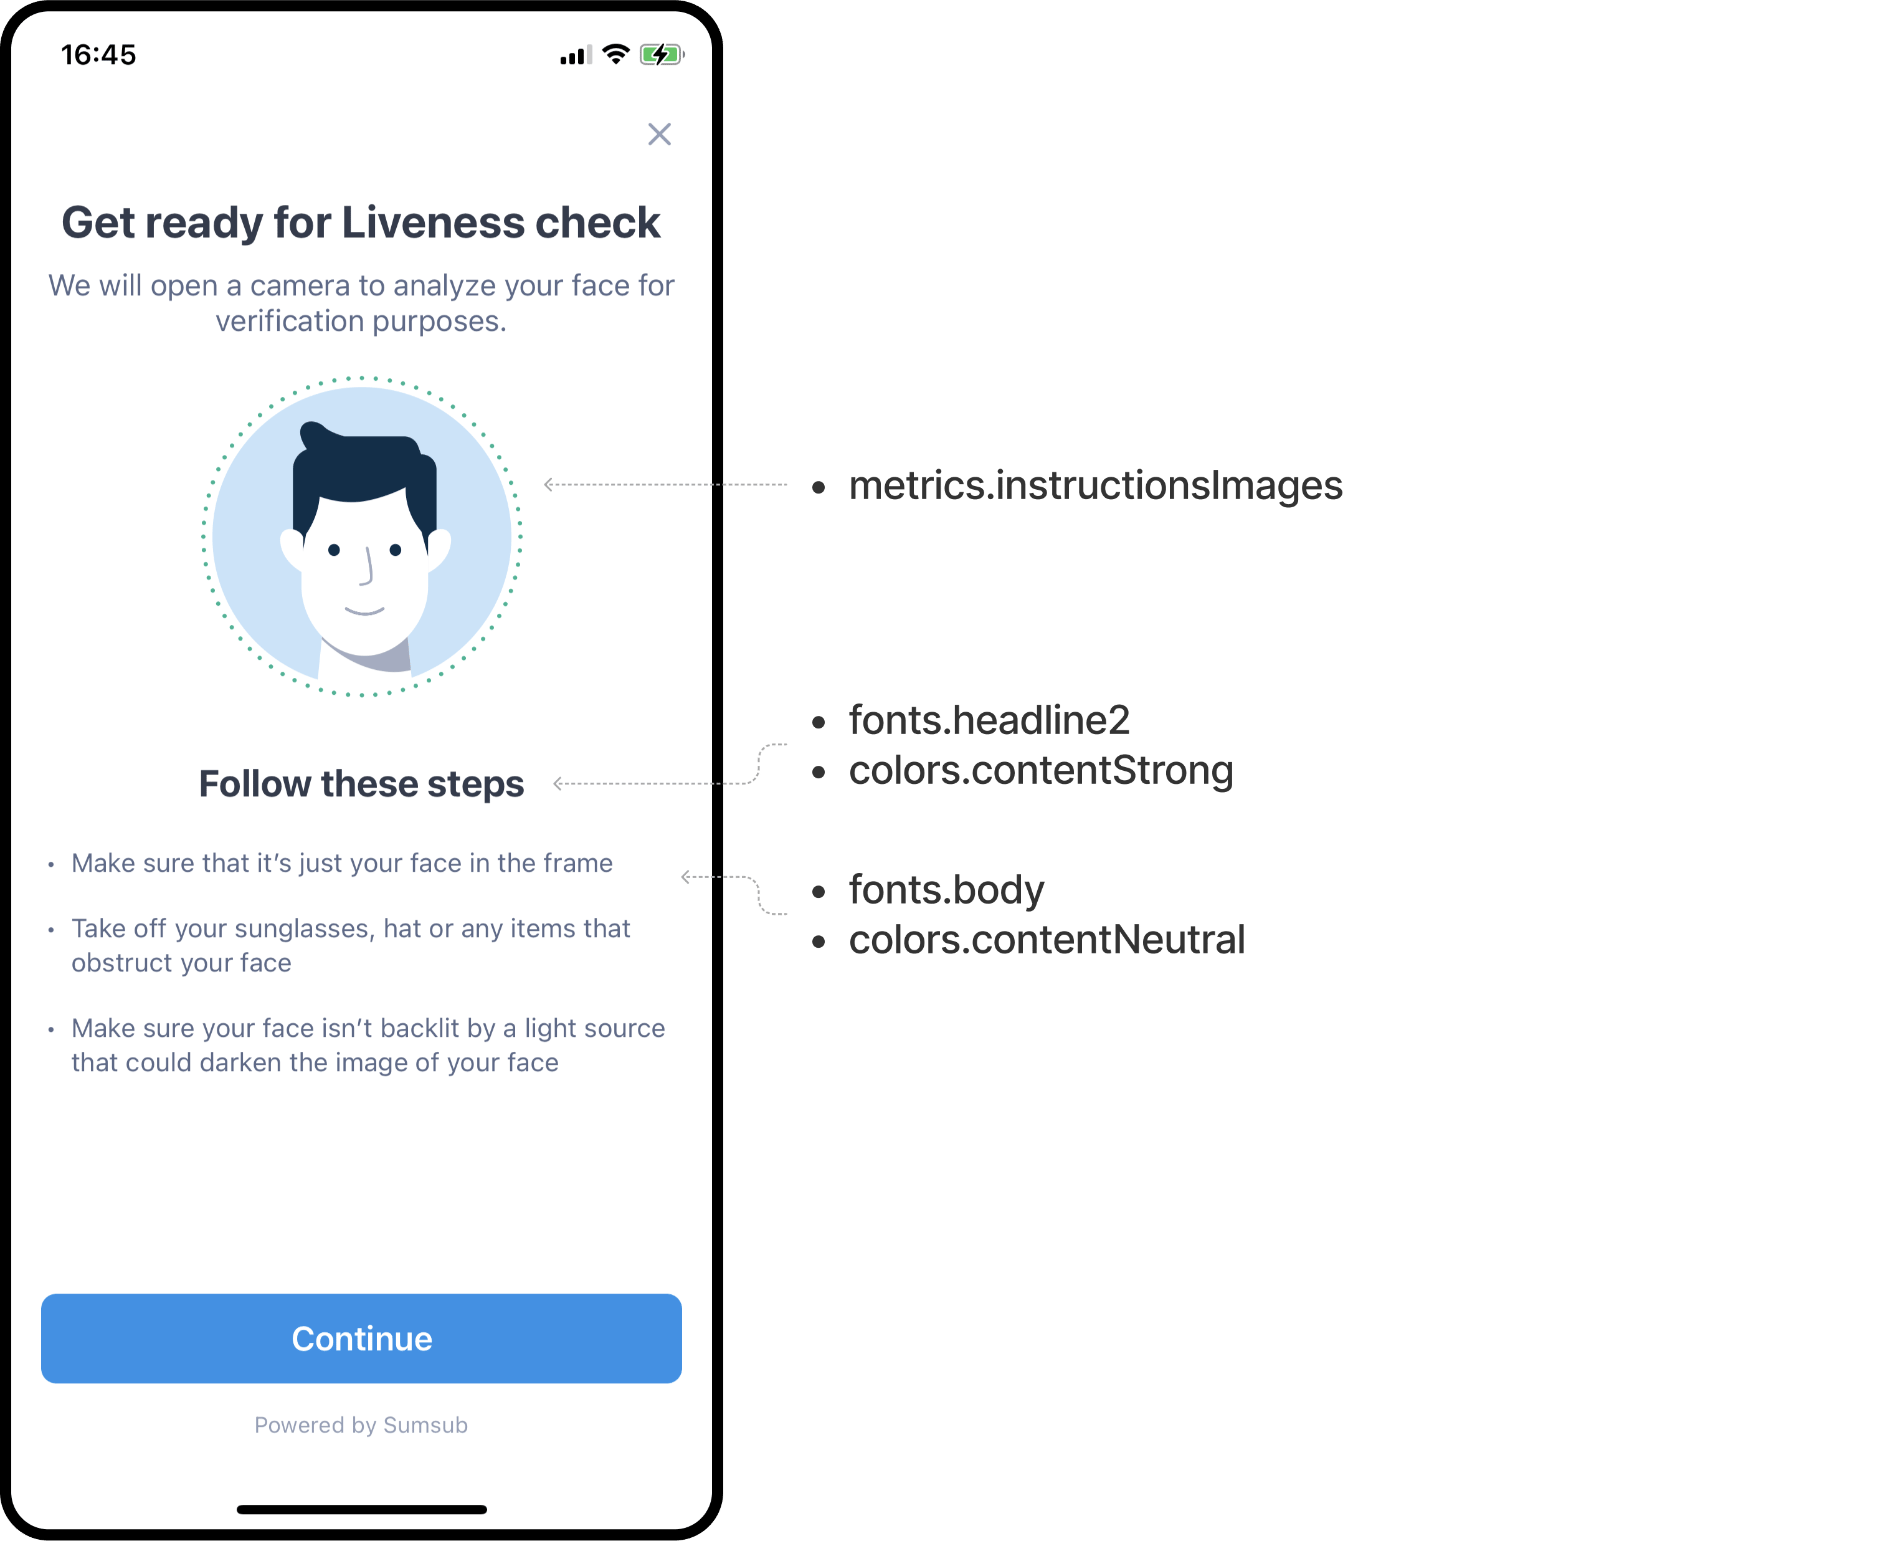 16:45
Get ready for Liveness check
We will open a camera to analyze your face for
verification purposes.
• metrics.instructionsImages
• fonts.headline2
• colors.contentStrong
Follow these steps
• Make sure that it’s just your face in the frame
• fonts.body
• colors.contentNeutral
• Take off your sunglasses, hat or any items that
obstruct your face
• Make sure your face isn’t backlit by a light source
that could darken the image of your face
Continue
Powered by Sumsub